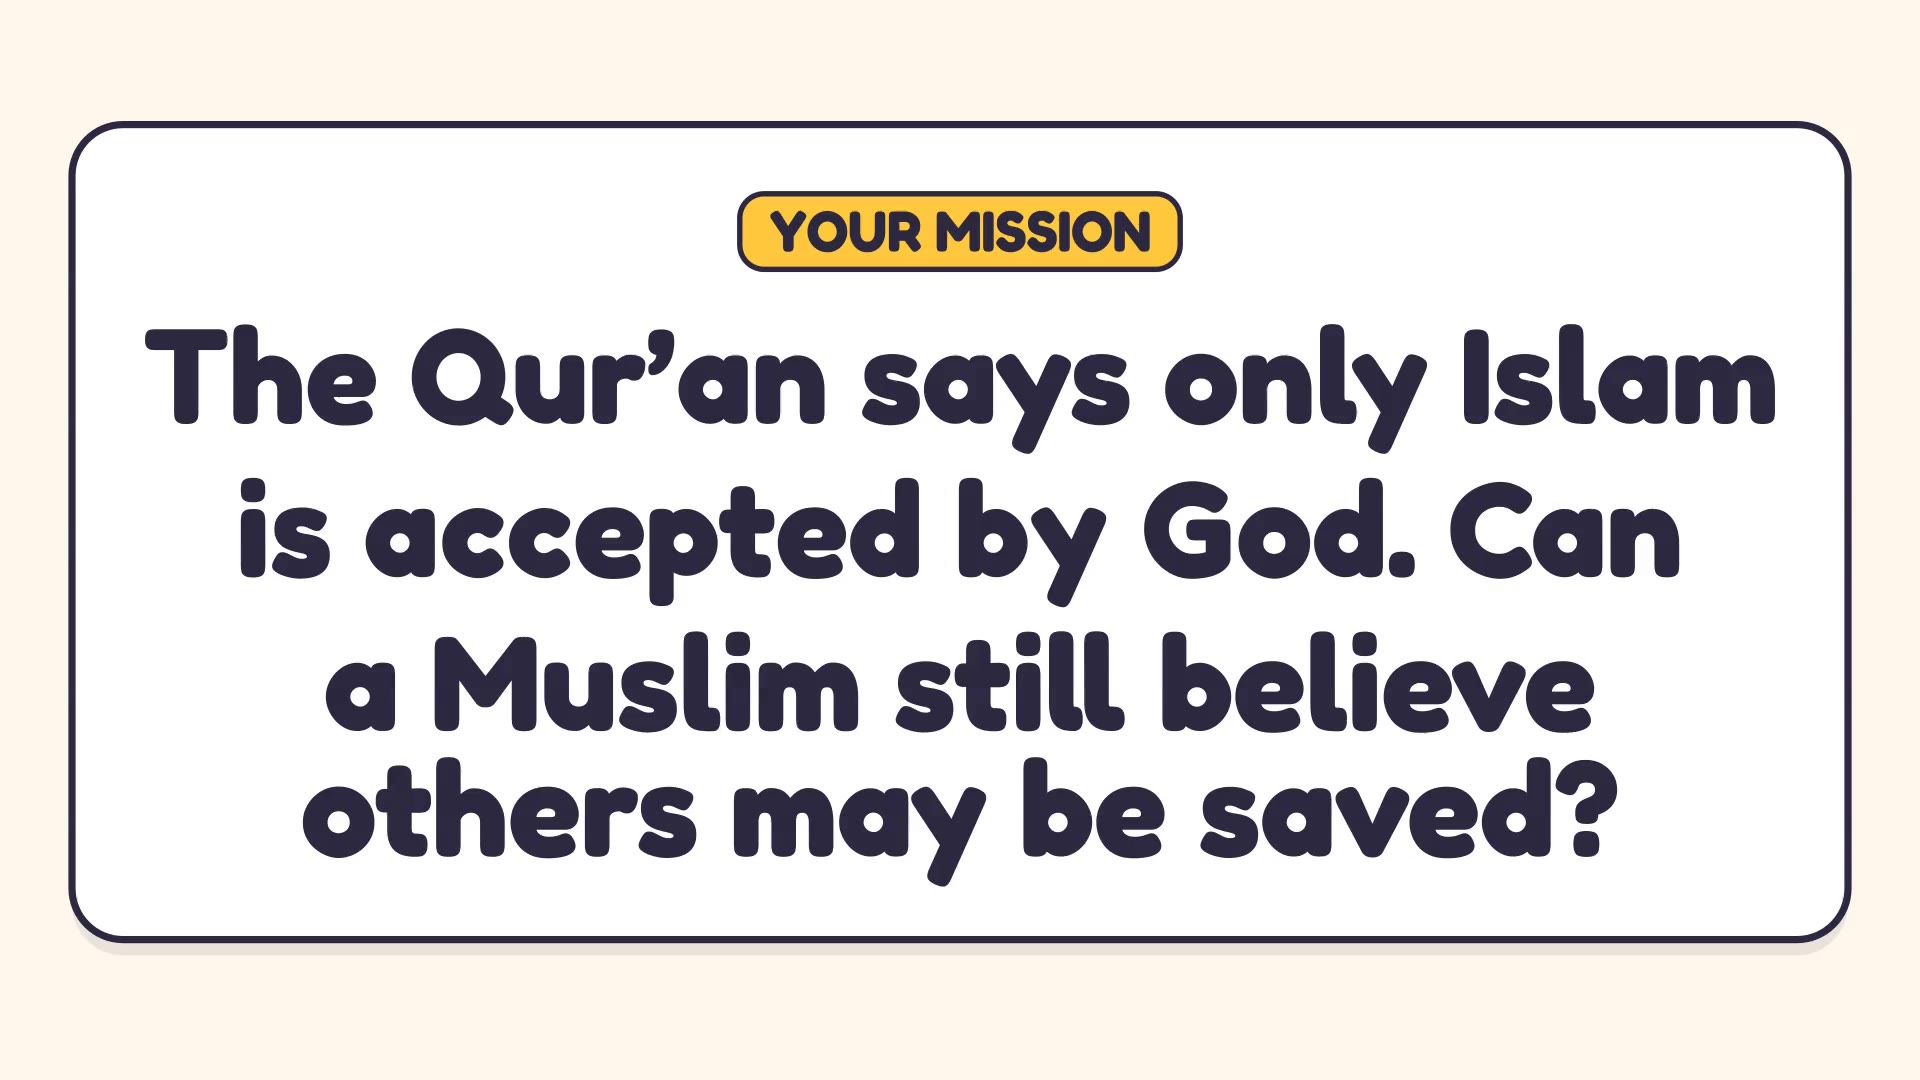 YOUR MISSION
The Qur’an says only Islam
is accepted by God. Can
a Muslim still believe
others may be saved?